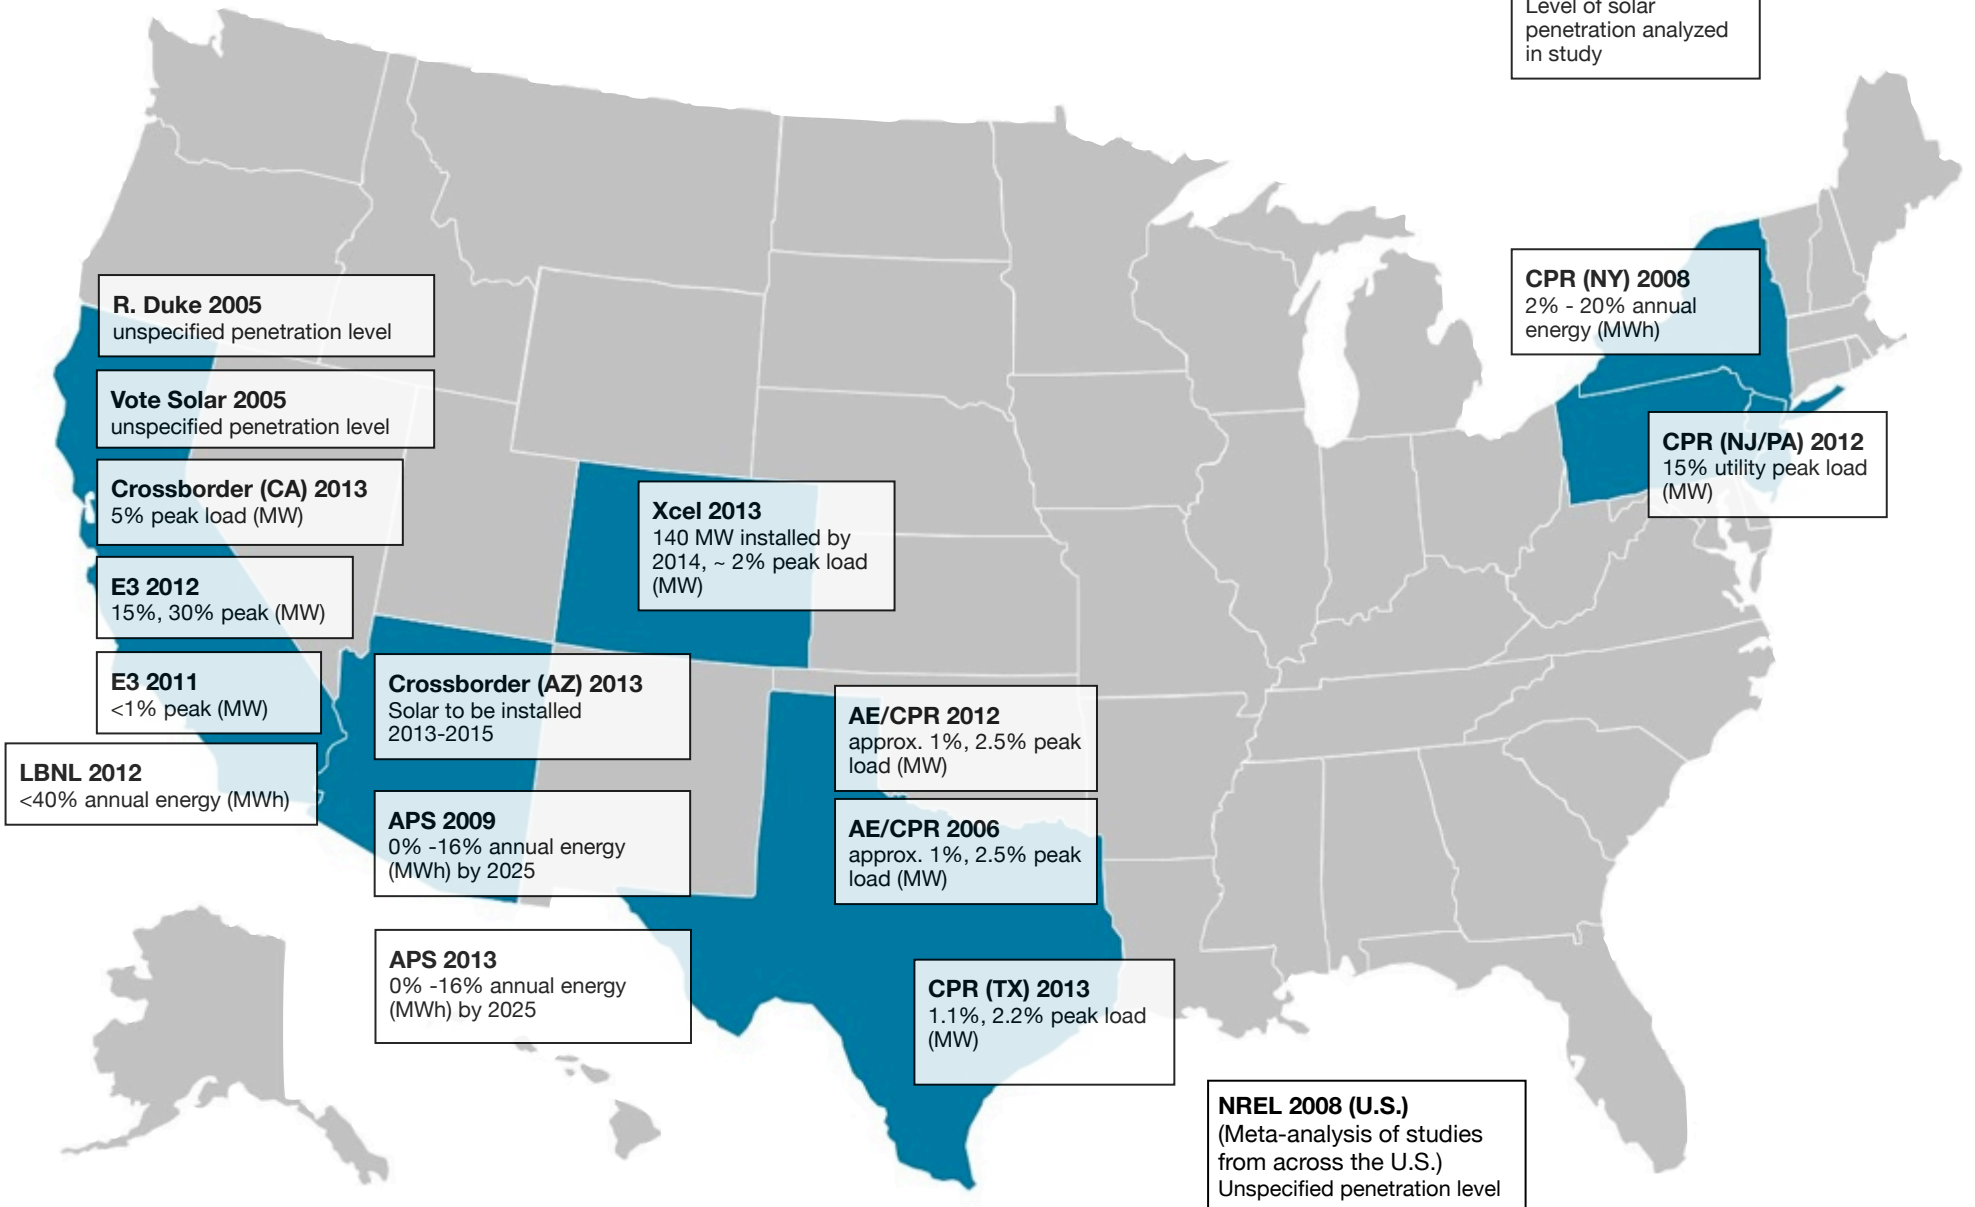 Level of solar
penetration analyzed
in study
R. Duke 2005
unspecified penetration level
Vote Solar 2005
unspecified penetration level
Crossborder (CA) 2013
5% peak load (MW)
E3 2012
15%, 30% peak (MW)
E3 2011
<1% peak (MW)
LBNL 2012
<40% annual energy (MWh)
Xcel 2013
140 MW installed by
2014, ~ 2% peak load
(MW)
Crossborder (AZ) 2013
Solar to be installed
2013-2015
APS 2009
0% -16% annual energy
(MWh) by 2025
APS 2013
0% -16% annual energy
(MWh) by 2025
AE/CPR 2012
approx. 1%, 2.5% peak
load (MW)
AE/CPR 2006
approx. 1%, 2.5% peak
load (MW)
CPR (TX) 2013
1.1%, 2.2% peak load
(MW)
CPR (NY) 2008
2% - 20% annual
energy (MWh)
CPR (NJ/PA) 2012
15% utility peak load
(MW)
NREL 2008 (U.S.)
(Meta-analysis of studies
from across the U.S.)
Unspecified penetration level